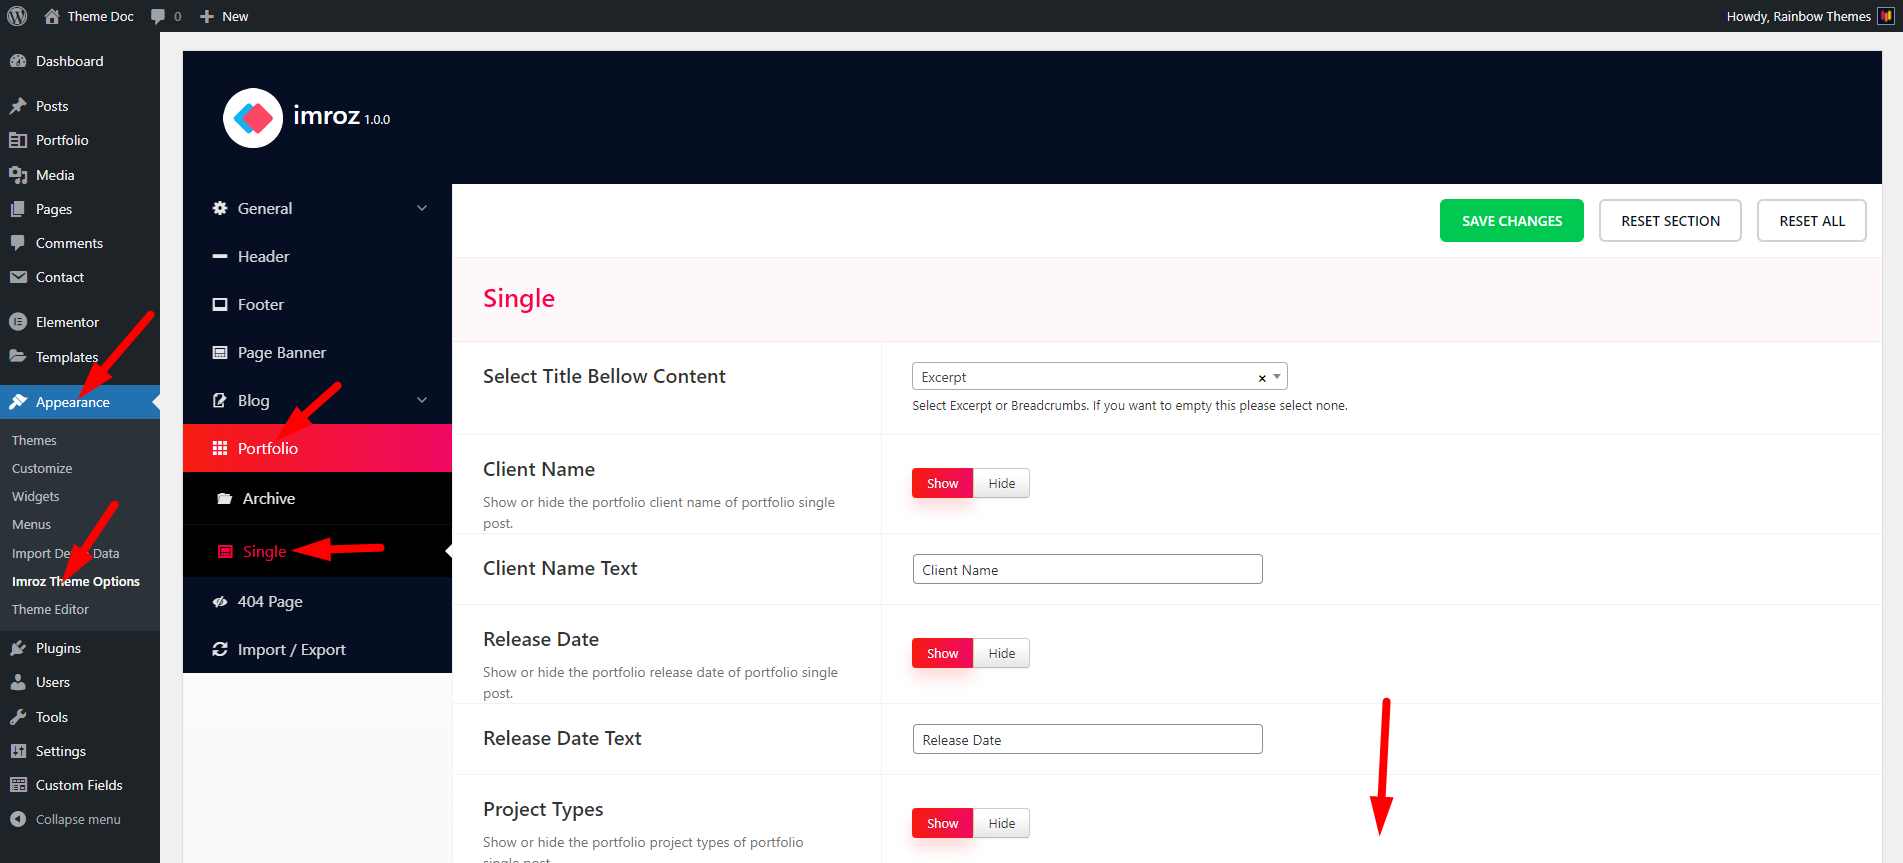 Theme Doc
0
New
Howdy, Rainbow Themes
Dashboard
Posts
Portfolio
Media
Pages
Comments
Contact
Elementor
Templates
Appearance
Themes
Customize
Widgets
Menus
Import Data
Imroz Theme Options
Theme Editor
Plugins
Users
Tools
Settings
Custom Fields
Collapse menu
imroz 1.0.0
General
Header
Footer
Page Banner
Blog
Portfolio
Archive
Single
404 Page
Import / Export
SAVE CHANGES
RESET SECTION
RESET ALL
Single
Select Title Bellow Content
Excerpt
Select Excerpt or Breadcrumbs. If you want to empty this please select none.
Client Name
Show or hide the portfolio client name of portfolio single
post.
Show
Hide
Client Name Text
Client Name
Release Date
Show or hide the portfolio release date of portfolio single
post.
Show
Hide
Release Date Text
Release Date
Project Types
Show or hide the portfolio project types of portfolio
single post
Show
Hide